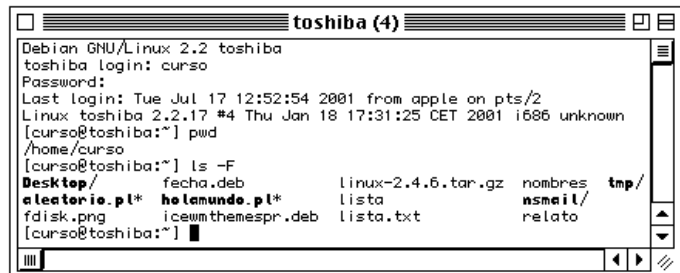 toshiba (4)
Debian GNU/Linux 2.2 toshiba
toshiba login: curso
Password:
Last login: Tue Jul 17 12:52:54 2001 from apple on pts/2
Linux toshiba 2.2.17 #4 Thu Jan 18 17:31:25 CET 2001 i686 unknown
[curso@toshiba:~] pwd
/home/curso
[curso@toshiba:~] ls -F
Desktop/ fecha.deb linux-2.4.6.tar.gz nombres tmp/
aleatorio.pl* holamundo.pl* lista nsmail/
fdisk.png icewmthemespr.deb lista.txt relato
[curso@toshiba:~]